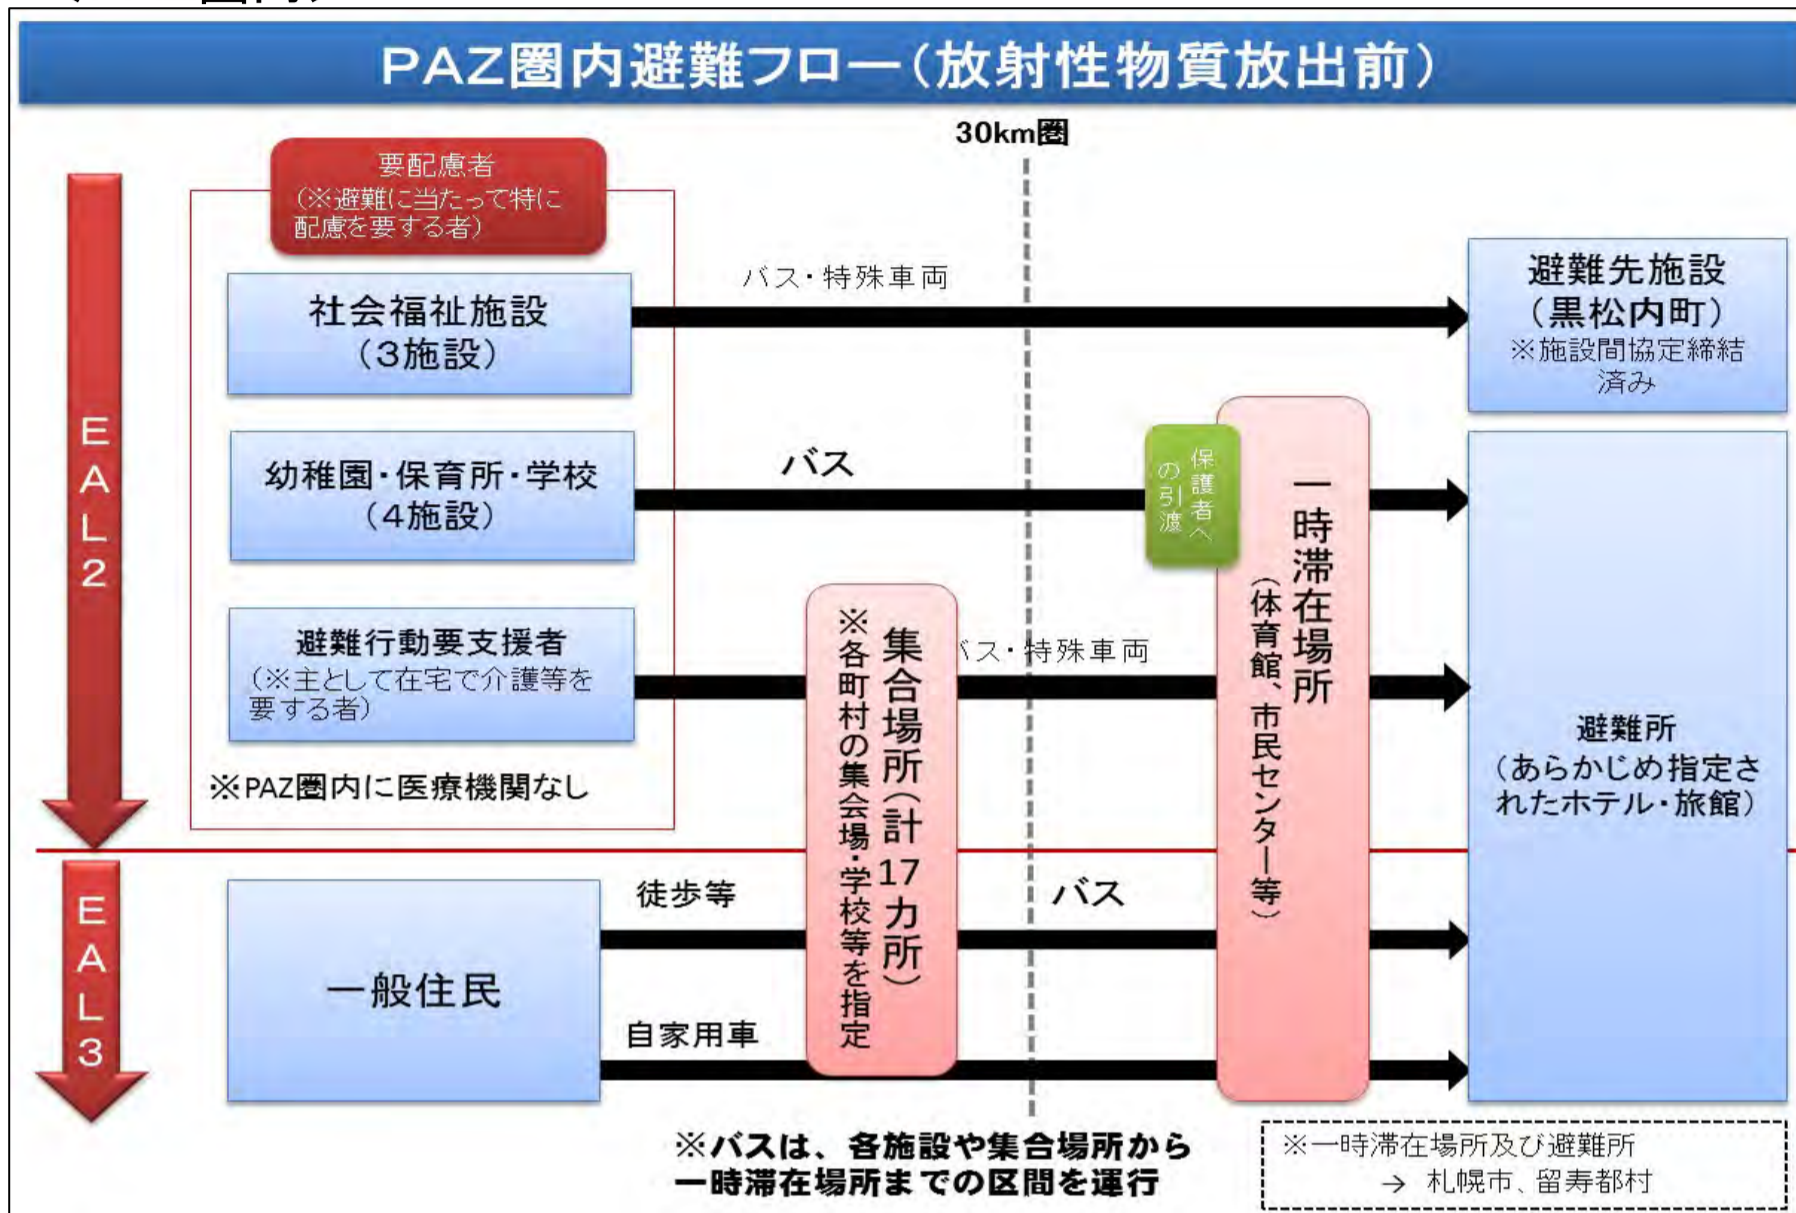 PAZ圏内避難フロー(放射性物質放出前)
30km圏
要配慮者
(※避難に当たって特に
配慮を要する者)
EAL2
社会福祉施設
(3施設)
バス・特殊車両
避難先施設
(黒松内町)
※施設間協定締結
済み
幼稚園・保育所・学校
(4施設)
バス
保護者へ
の引渡
一時滞在場所
(体育館、市民センター等)
避難行動要支援者
(※主として在宅で介護等を
要する者)
集合場所(計17カ所)
※各町村の集会場・学校等を指定
バス・特殊車両
※PAZ圏内に医療機関なし
避難所
(あらかじめ指定さ
れたホテル・旅館)
EAL3
一般住民
徒歩等
バス
自家用車
※バスは、各施設や集合場所から
一時滞在場所までの区間を運行
※一時滞在場所及び避難所
→ 札幌市、留寿都村